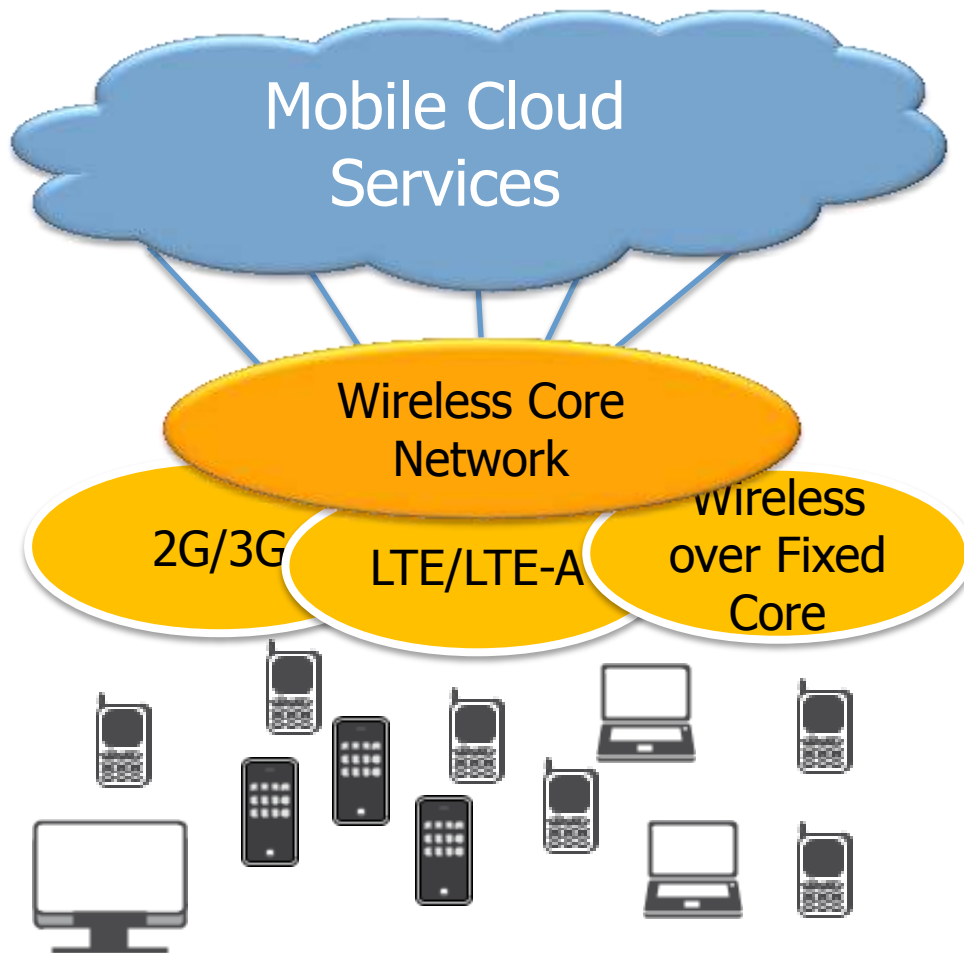 Mobile Cloud
Services
Wireless Core
Network
2G/3G
LTE/LTE-A
Wireless
over Fixed
Core